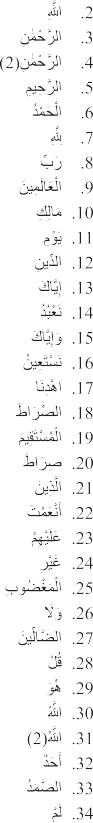 2. اللَّهِ
3. الرَّحْمَٰنِ
4. الرَّحْمَٰنِ(2)
5. الرَّحِيمِ
6. الْحَمْدُ
7. لِلَّهِ
8. رَبِّ
9. الْعَالَمِينَ
10. مَالِكِ
11. يَوْمِ
12. الدِّينِ
13. إِيَّاكَ
14. نَعْبُدُ
15. وَإِيَّاكَ
16. نَسْتَعِينُ
17. اهْدِنَا
18. الصِّرَاطَ
19. الْمُسْتَقِيمَ
20. صِرَاطَ
21. الَّذِينَ
22. أَنْعَمْتَ
23. عَلَيْهِمْ
24. غَيْرِ
25. الْمَغْضُوبِ
26. وَلَا
27. الضَّالِّينَ
28. قُلْ
29. هُوَ
30. اللَّهُ
31. اللَّهُ(2)
32. أَحَدٌ
33. الصَّمَدُ
34. لَمْ